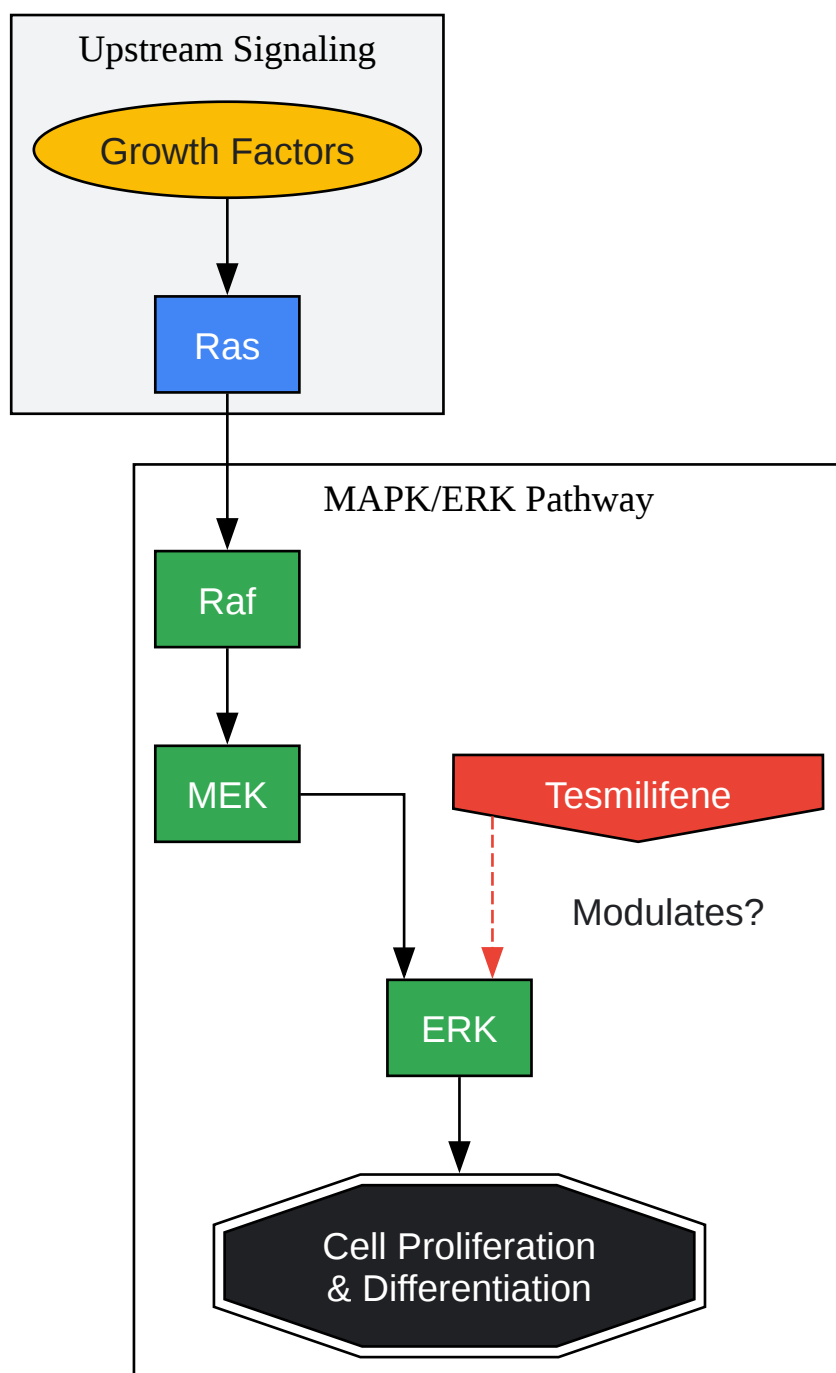 Upstream Signaling
Growth Factors
Ras
MAPK/ERK Pathway
Raf
MEK
Tesmilifene
Modulates?
ERK
Cell Proliferation
& Differentiation